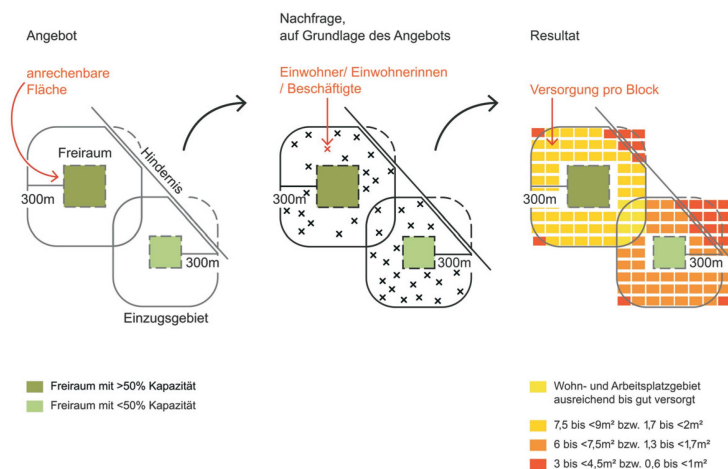 Angebot
anrechenbare
Fläche
Freiraum
Hindernis
300m
300m
Einzugsgebiet
Freiraum mit >50% Kapazität
Freiraum mit <50% Kapazität
Nachfrage,
auf Grundlage des Angebots
Einwohner/ Einwohnerinnen
/ Beschäftigte
300m
300m
Resultat
Versorgung pro Block
300m
300m
Wohn- und Arbeitsplatzgebiet
ausreichend bis gut versorgt
7,5 bis <9m² bzw. 1,7 bis <2m²
6 bis <7,5m² bzw. 1,3 bis <1,7m²
3 bis <4,5m² bzw. 0,6 bis <1m²